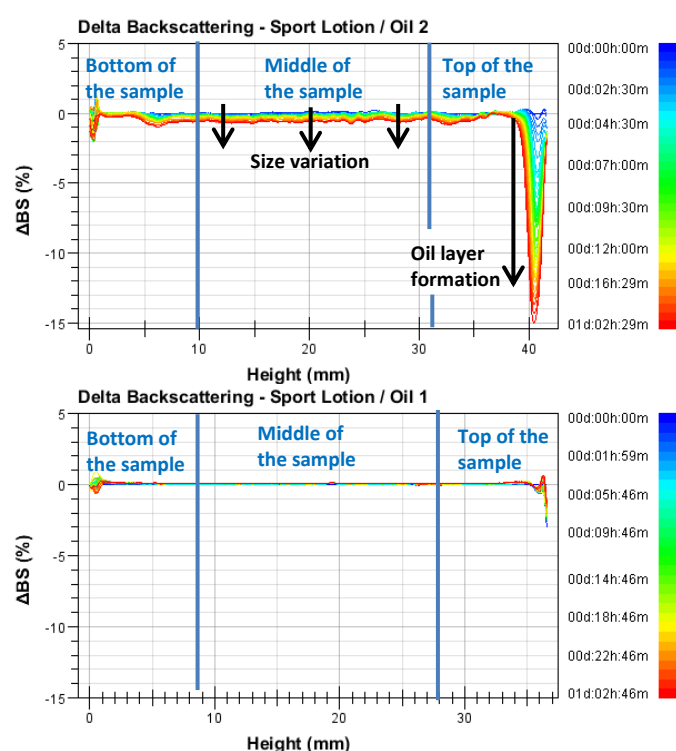 Delta Backscattering - Sport Lotion / Oil 2
5
0
-5
-10
-15
ΔBS (%)
Bottom of
the sample
Middle of
the sample
Top of the
sample
Size variation
Oil layer
formation
0
10
20
30
40
Height (mm)
00d:00h:00m
00d:02h:30m
00d:04h:30m
00d:07h:00m
00d:09h:30m
00d:12h:00m
00d:16h:29m
01d:02h:29m
Delta Backscattering - Sport Lotion / Oil 1
5
0
-5
-10
-15
ΔBS (%)
Bottom of
the sample
Middle of
the sample
Top of the
sample
0
10
20
30
Height (mm)
00d:00h:00m
00d:01h:59m
00d:05h:46m
00d:09h:46m
00d:14h:46m
00d:18h:46m
00d:22h:46m
01d:02h:46m